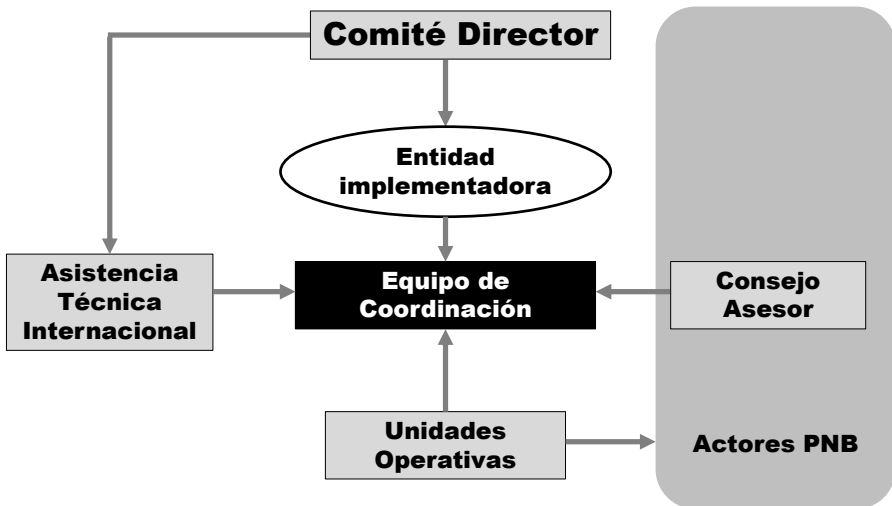 Comité Director
Entidad
implementadora
Asistencia
Técnica
Internacional
Equipo de
Coordinación
Consejo
Asesor
Unidades
Operativas
Actores PNB